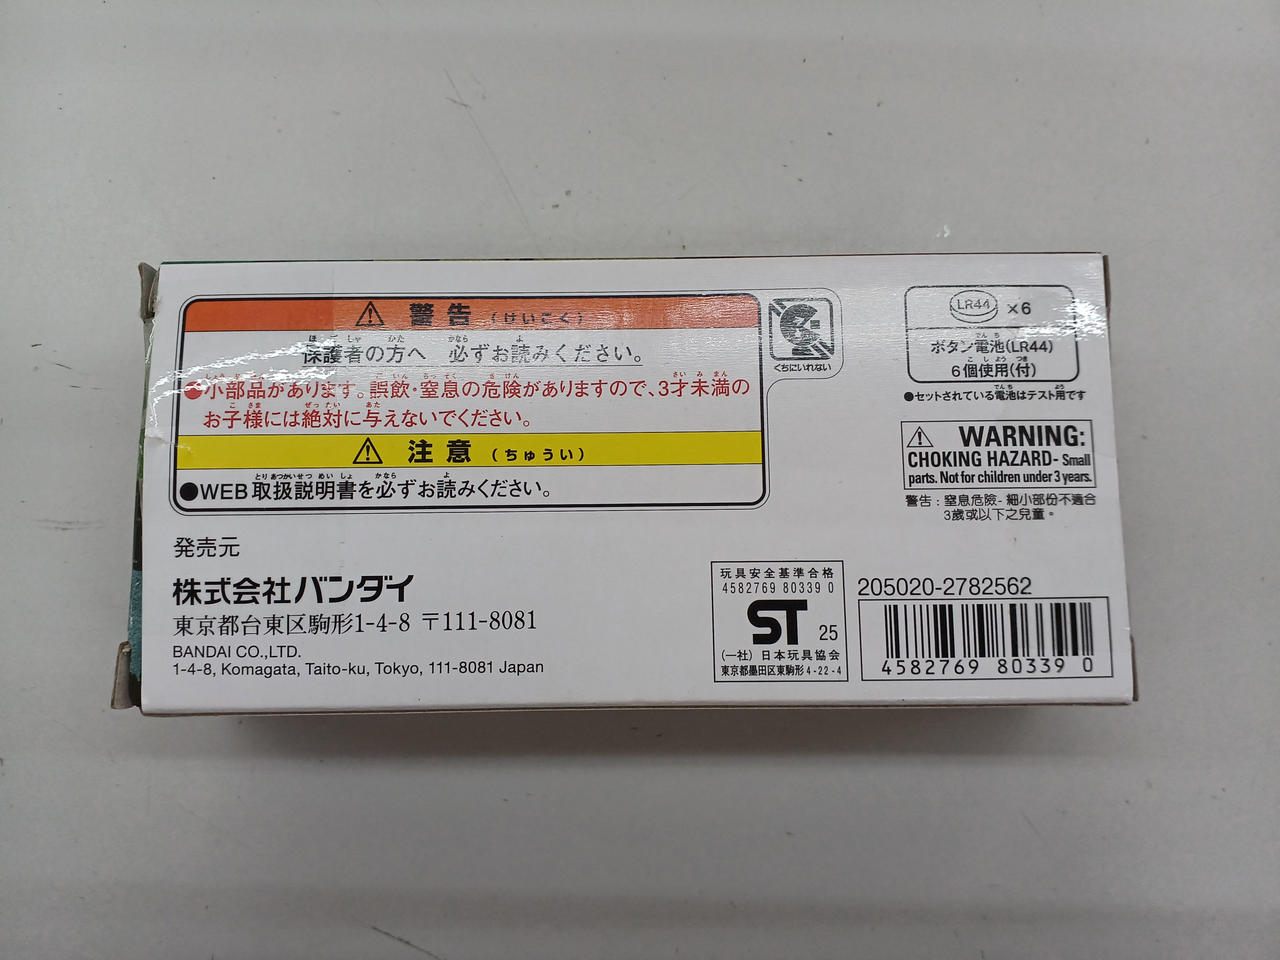 警告(けいこく)
保護者の方へ 必ずお読みください。
●小部品があります。誤飲・窒息の危険がありますので、3才未満の
お子様には絶対に与えないでください。
注意(ちゅうい)
●WEB取扱説明書を必ずお読みください。
くちにいれない
LR44 ×6
ボタン電池(LR44)
6個使用(付)
●セットされている電池はテスト用です
WARNING:
CHOKING HAZARD- Small
parts. Not for children under 3 years.
警告：窒息危險- 細小部份不適合
3歲或以下之兒童。
発売元
株式会社バンダイ
東京都台東区駒形1-4-8 〒111-8081
BANDAI CO.,LTD.
1-4-8, Komagata, Taito-ku, Tokyo, 111-8081 Japan
玩具安全基準合格
4582769 80339 0
ST 25
(一社) 日本玩具協会
東京都墨田区東駒形4-22-4
205020-2782562
4582769 80339 0